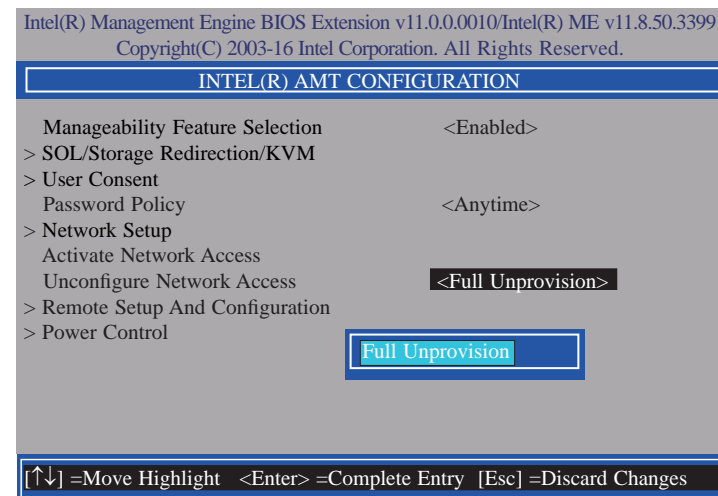 Intel(R) Management Engine BIOS Extension v11.0.0.0010/Intel(R) ME v11.8.50.3399
Copyright(C) 2003-16 Intel Corporation. All Rights Reserved.
INTEL(R) AMT CONFIGURATION
Manageability Feature Selection <Enabled>
> SOL/Storage Redirection/KVM
> User Consent
Password Policy <Anytime>
> Network Setup
Activate Network Access
Unconfigure Network Access <Full Unprovision>
> Remote Setup And Configuration
> Power Control
Full Unprovision
[↑↓] =Move Highlight <Enter> =Complete Entry [Esc] =Discard Changes